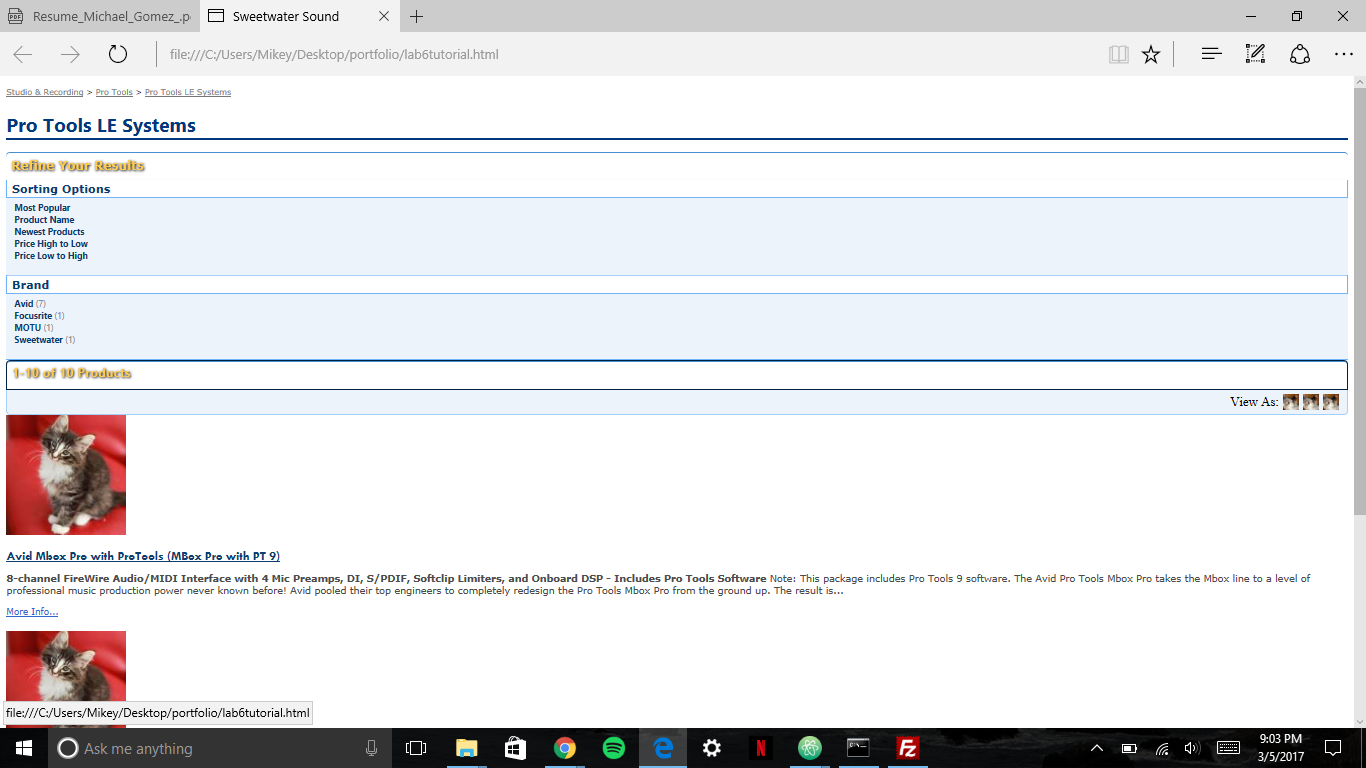 Resume_Michael_Gomez_.p
Sweetwater Sound
file:///C:/Users/Mikey/Desktop/portfolio/lab6tutorial.html
Studio & Recording > Pro Tools > Pro Tools LE Systems
Pro Tools LE Systems
Refine Your Results
Sorting Options
Most Popular
Product Name
Newest Products
Price High to Low
Price Low to High
Brand
Avid (7)
Focusrite (1)
MOTU (1)
Sweetwater (1)
1-10 of 10 Products
View As:
Avid Mbox Pro with ProTools (MBox Pro with PT 9)
8-channel FireWire Audio/MIDI Interface with 4 Mic Preamps, DI, S/PDIF, Softclip Limiters, and Onboard DSP - Includes Pro Tools Software Note: This package includes Pro Tools 9 software. The Avid Pro Tools Mbox Pro takes the Mbox line to a level of
professional music production power never known before! Avid pooled their top engineers to completely redesign the Pro Tools Mbox Pro from the ground up. The result is...
More Info...
file:///C:/Users/Mikey/Desktop/portfolio/lab6tutorial.html
Ask me anything
9:03 PM
3/5/2017